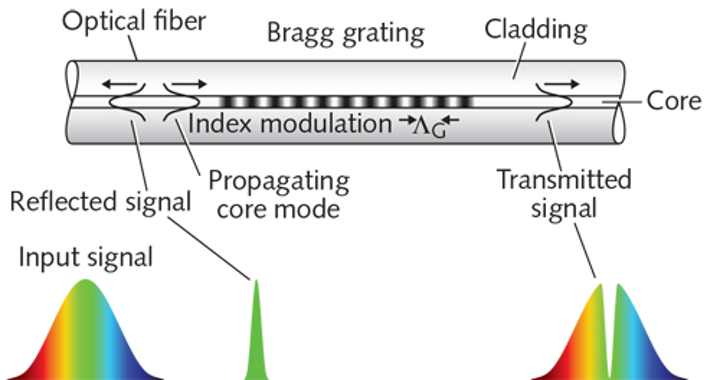 Optical fiber
Bragg grating
Cladding
Core
Index modulation ΛG
Propagating
core mode
Reflected signal
Transmitted
signal
Input signal